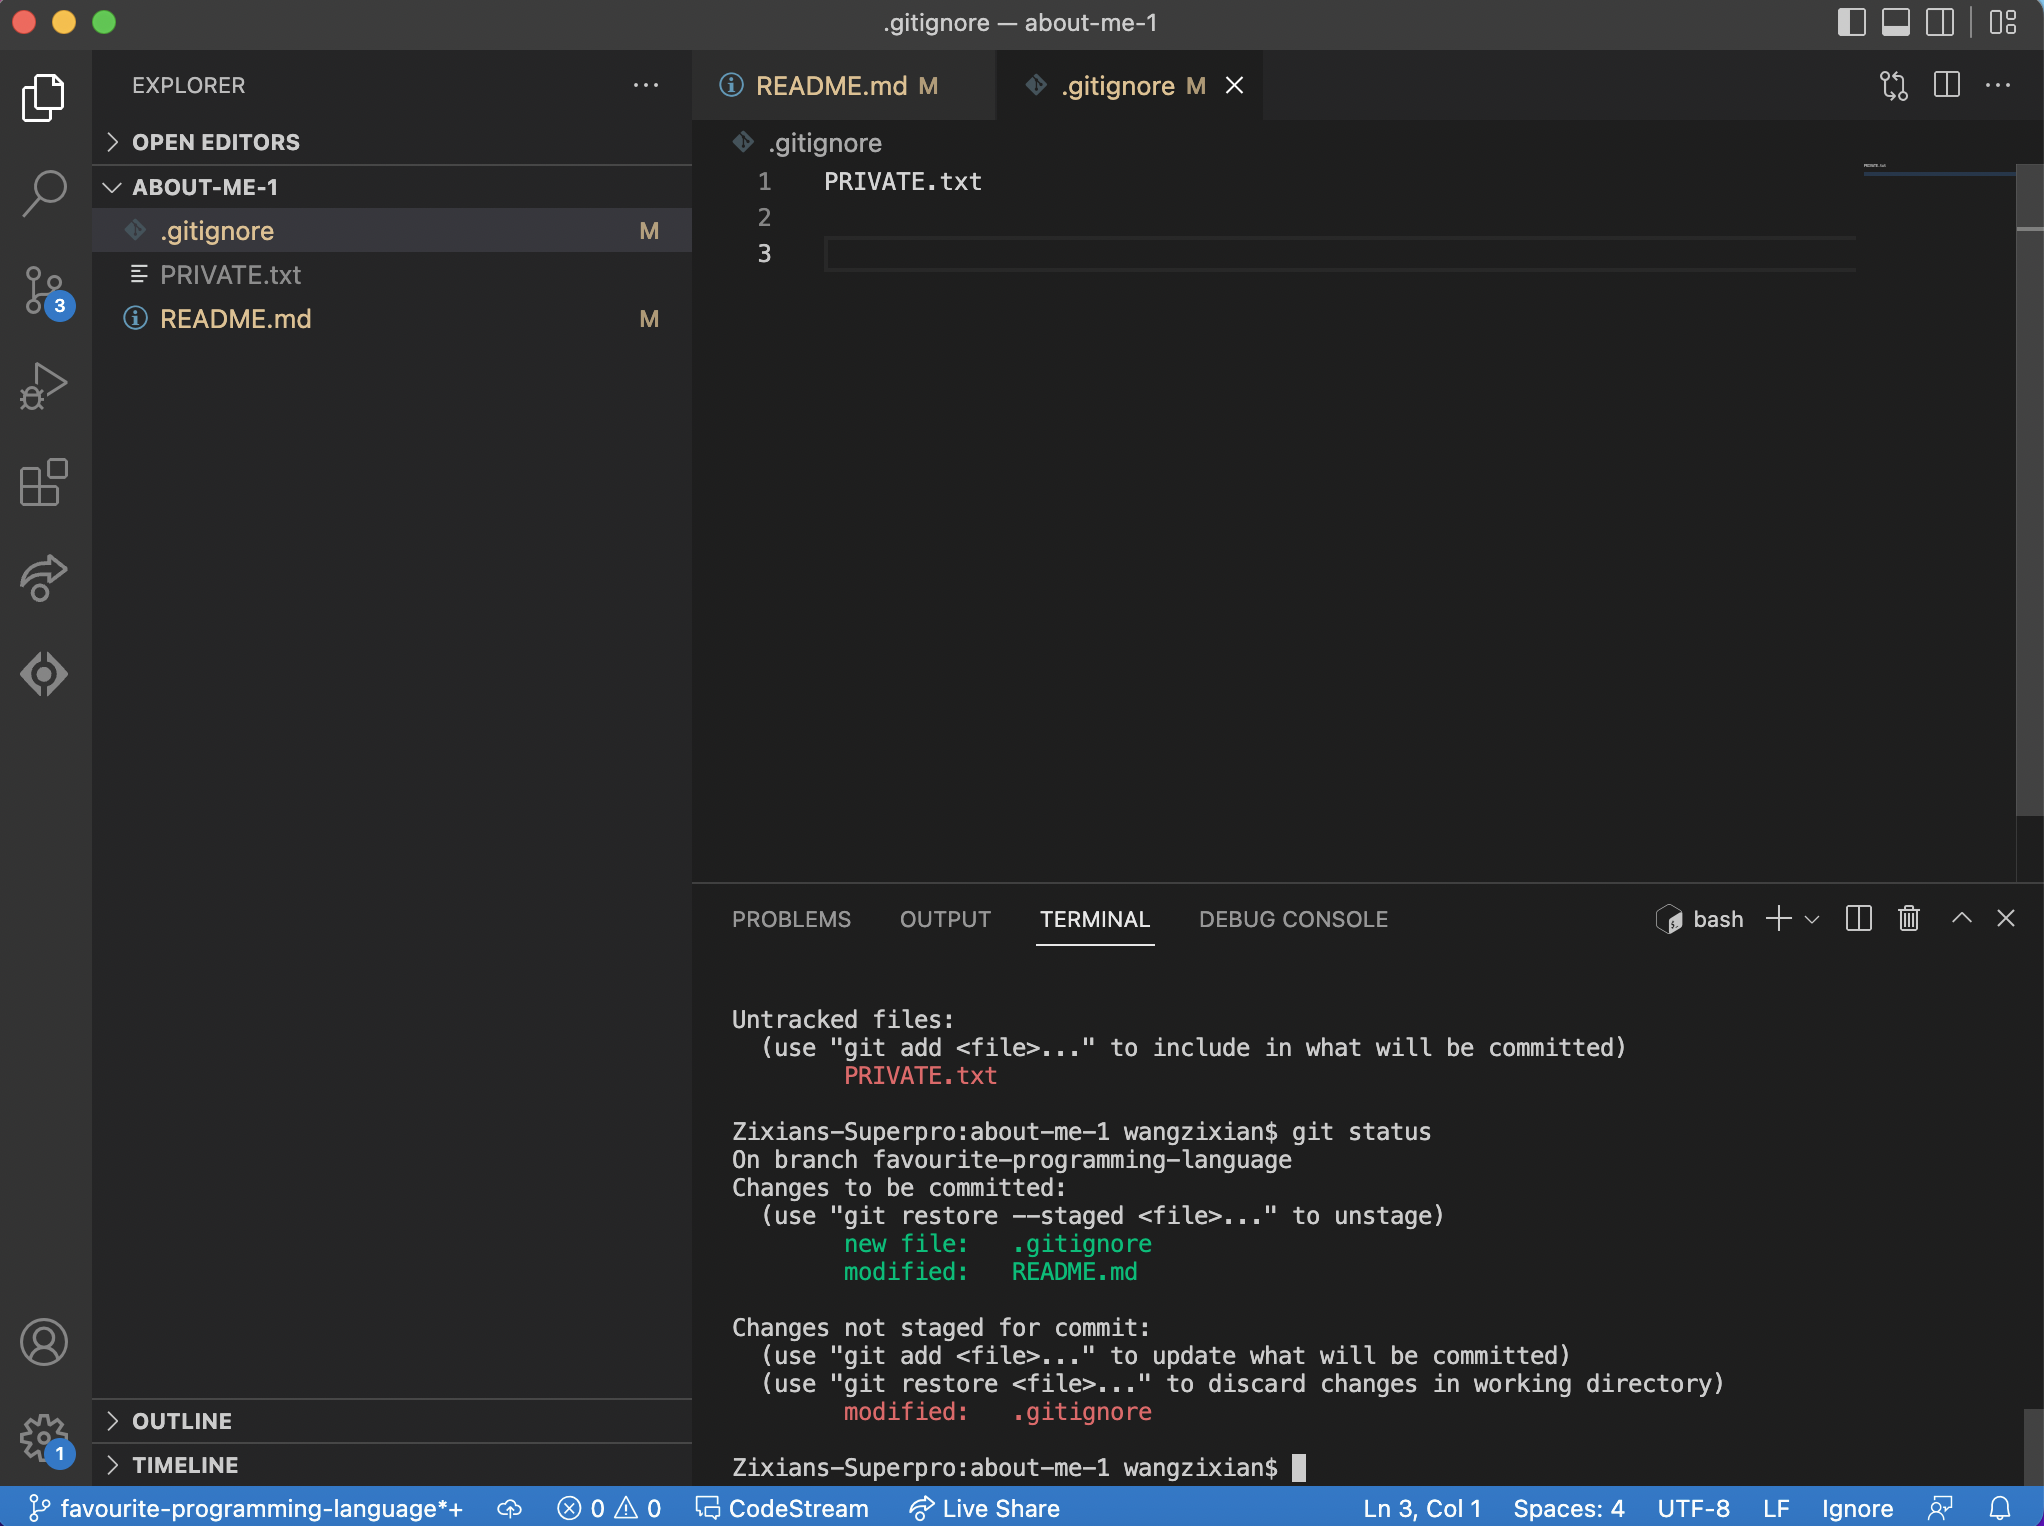 .gitignore — about-me-1
EXPLORER
OPEN EDITORS
ABOUT-ME-1
.gitignore M
PRIVATE.txt
README.md M
3
README.md M
.gitignore M
.gitignore
1 PRIVATE.txt
2
3
PROBLEMS OUTPUT TERMINAL DEBUG CONSOLE
bash
Untracked files:
(use "git add <file>..." to include in what will be committed)
PRIVATE.txt
Zixians-Superpro:about-me-1 wangzixian$ git status
On branch favourite-programming-language
Changes to be committed:
(use "git restore --staged <file>..." to unstage)
new file: .gitignore
modified: README.md
Changes not staged for commit:
(use "git add <file>..." to update what will be committed)
(use "git restore <file>..." to discard changes in working directory)
modified: .gitignore
Zixians-Superpro:about-me-1 wangzixian$
OUTLINE
TIMELINE
1
favourite-programming-language*+ 0 0 CodeStream Live Share Ln 3, Col 1 Spaces: 4 UTF-8 LF Ignore